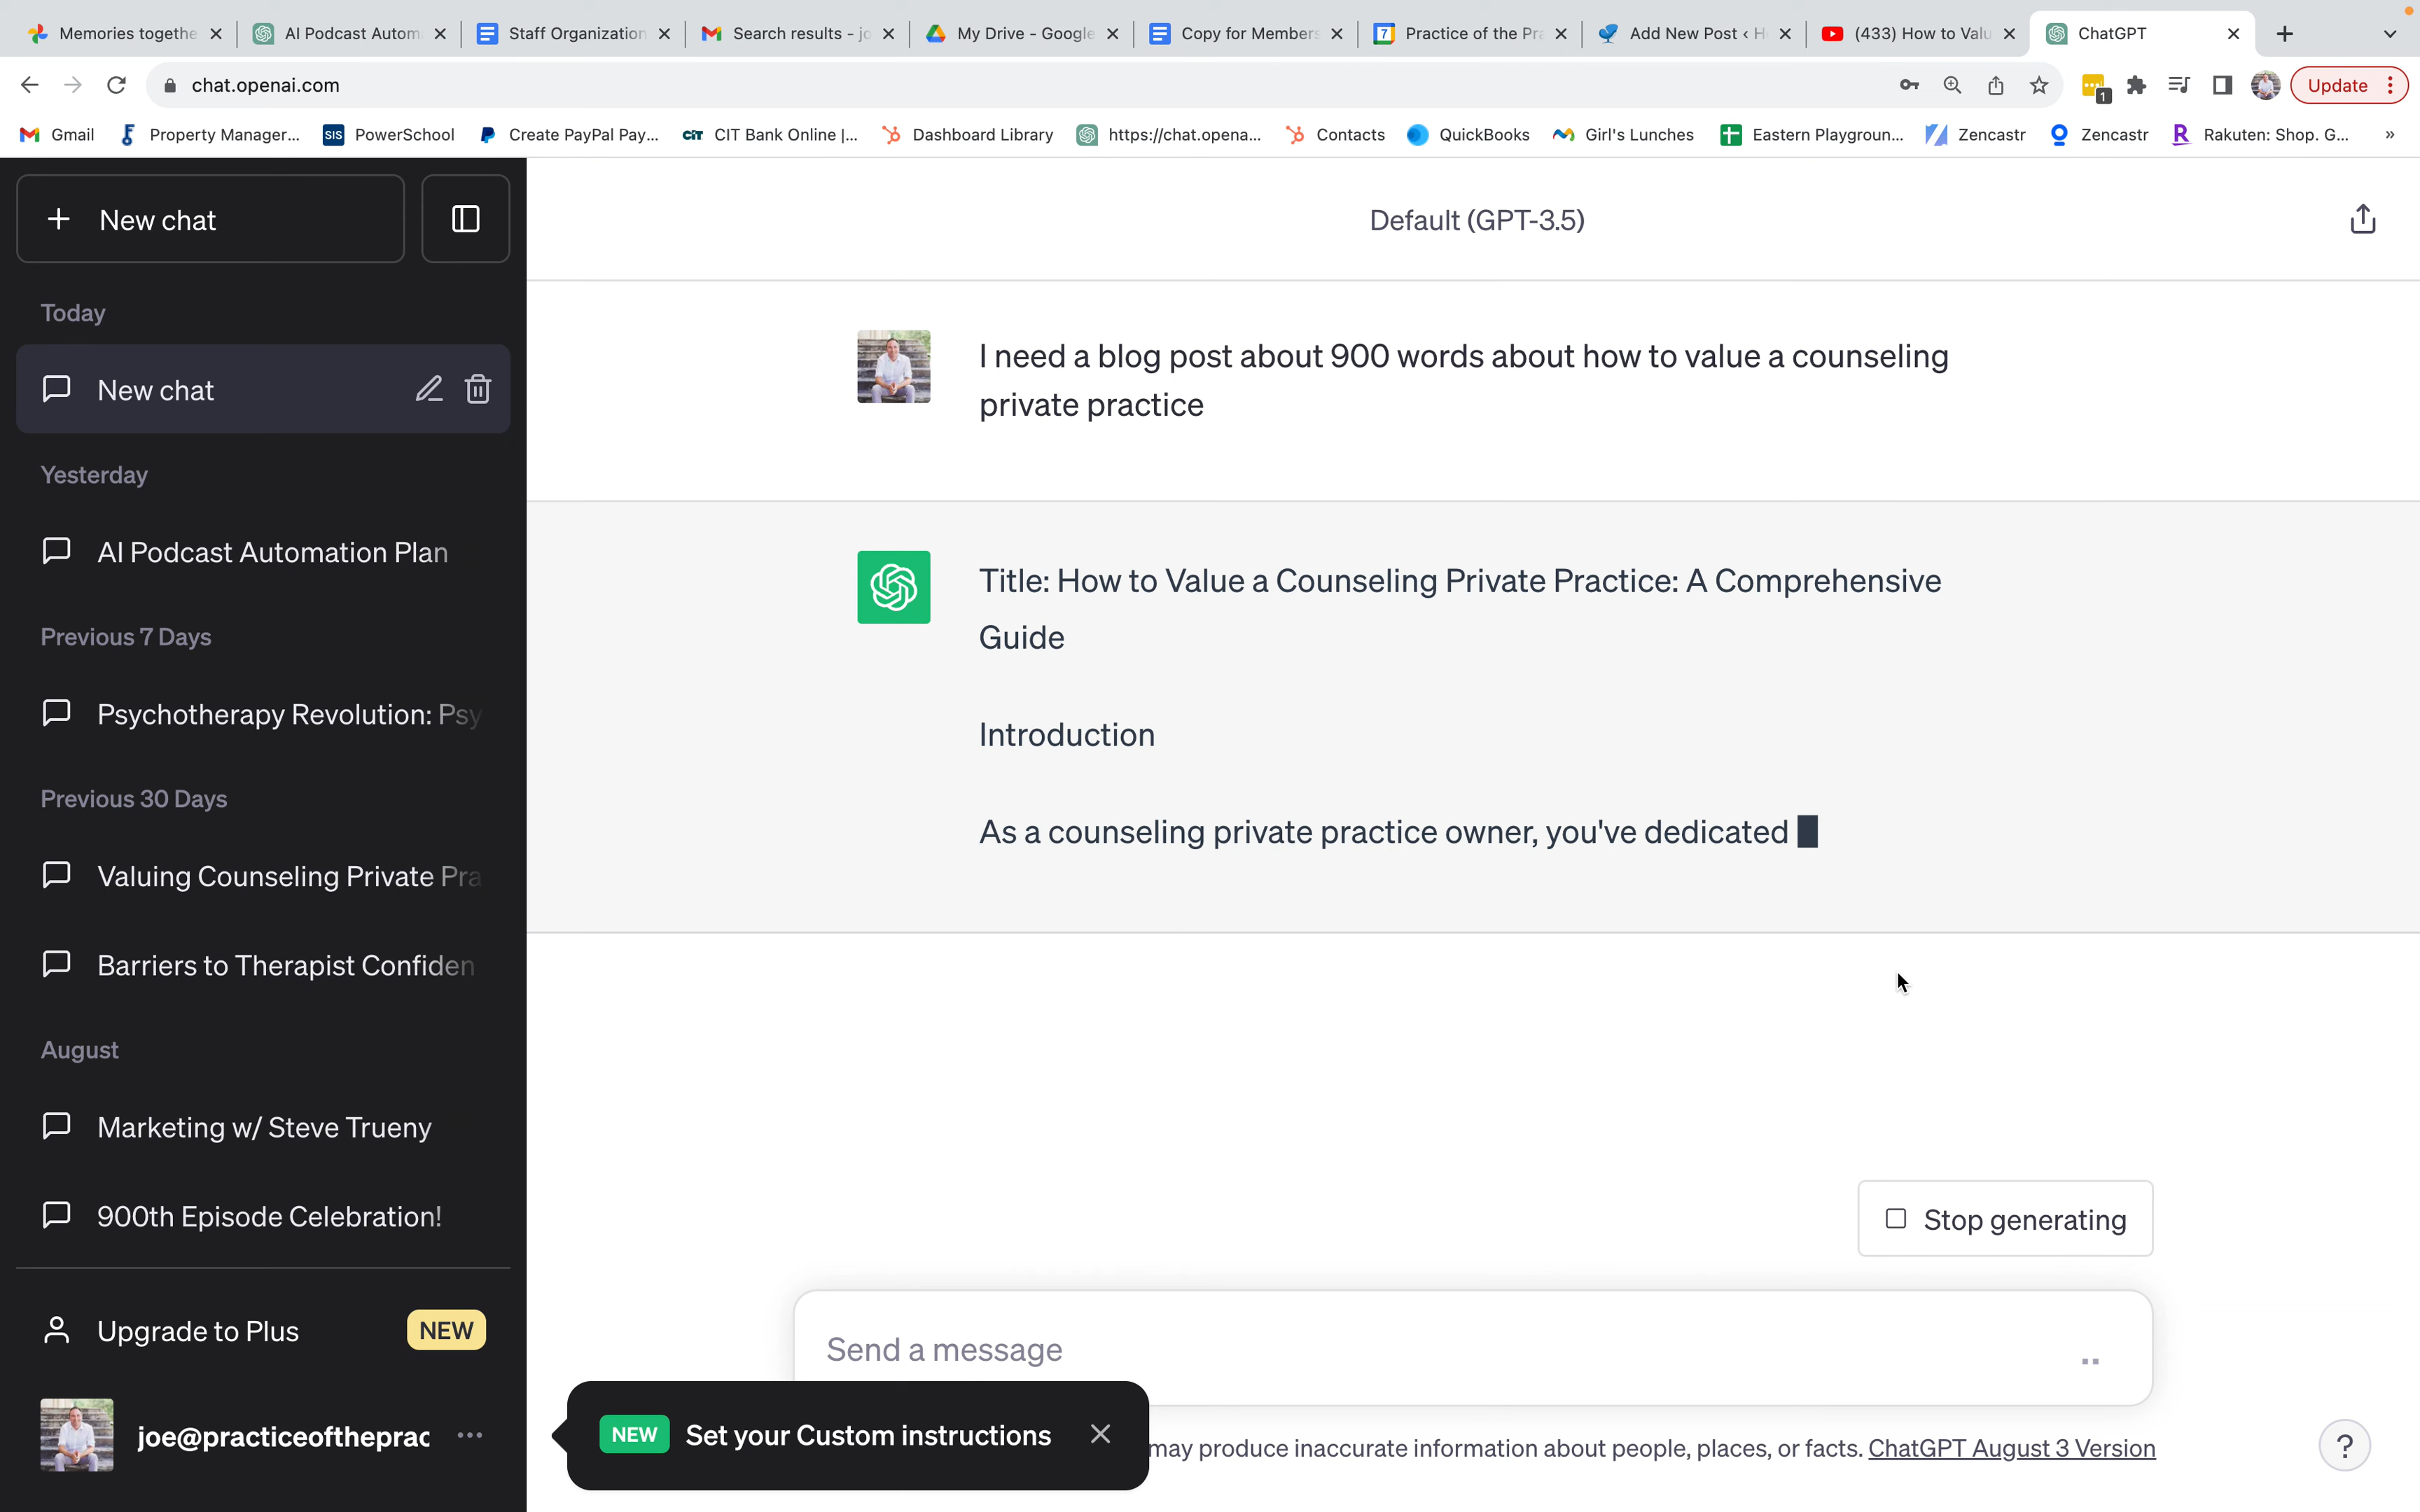 Memories togethe
AI Podcast Autom
Staff Organization
Search results - jo
My Drive - Google
Copy for Members
7
Practice of the Pra
Add New Post ‹ H
(433) How to Valu
ChatGPT
chat.openai.com
1
Update
Gmail
Property Manager...
SIS
PowerSchool
Create PayPal Pay...
CIT
CIT Bank Online |...
Dashboard Library
https://chat.opena...
Contacts
QuickBooks
Girl's Lunches
Eastern Playgroun...
Zencastr
Zencastr
R
Rakuten: Shop. G...
»
New chat
Default (GPT-3.5)
Today
New chat
I need a blog post about 900 words about how to value a counseling
private practice
Yesterday
AI Podcast Automation Plan
Title: How to Value a Counseling Private Practice: A Comprehensive
Guide
Previous 7 Days
Psychotherapy Revolution: Psy
Introduction
Previous 30 Days
As a counseling private practice owner, you've dedicated
Valuing Counseling Private Pra
Barriers to Therapist Confiden
August
Marketing w/ Steve Trueny
900th Episode Celebration!
Stop generating
Upgrade to Plus
NEW
Send a message
joe@practiceoftheprac
NEW
Set your Custom instructions
may produce inaccurate information about people, places, or facts. ChatGPT August 3 Version
?